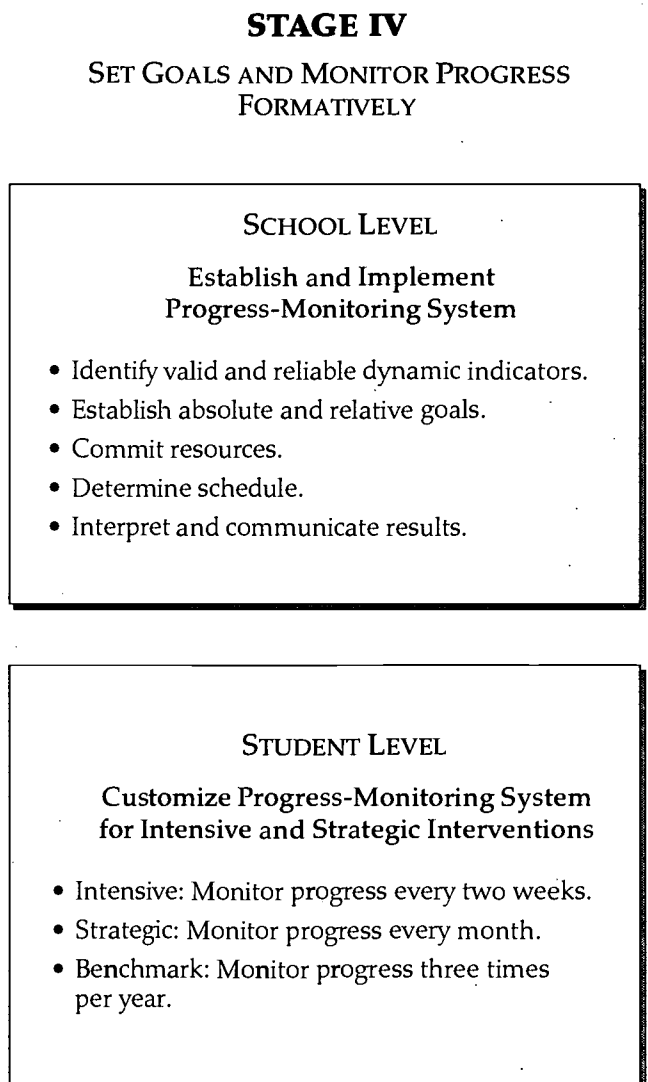 STAGE IV
SET GOALS AND MONITOR PROGRESS
FORMATIVELY
SCHOOL LEVEL
Establish and Implement
Progress-Monitoring System
• Identify valid and reliable dynamic indicators.
• Establish absolute and relative goals.
• Commit resources.
• Determine schedule.
• Interpret and communicate results.
STUDENT LEVEL
Customize Progress-Monitoring System
for Intensive and Strategic Interventions
• Intensive: Monitor progress every two weeks.
• Strategic: Monitor progress every month.
• Benchmark: Monitor progress three times
per year.